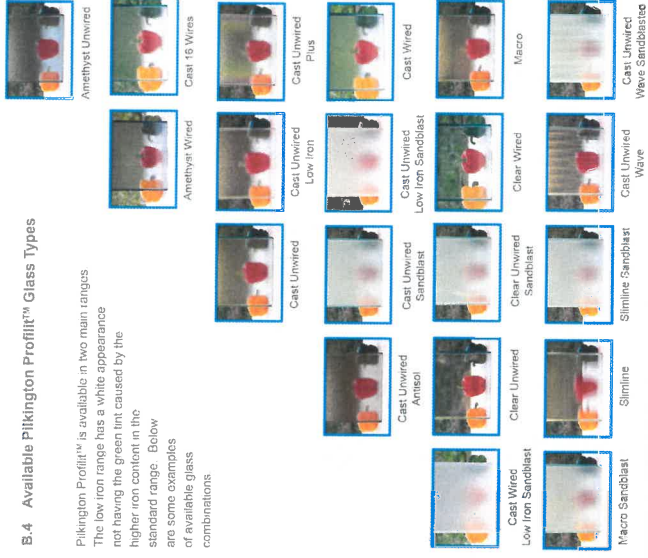 B.4 Available Pilkington Profilit™ Glass Types
Pilkington Profilit™ is available in two main ranges
The low iron range has a white appearance
not having the green tint caused by the
higher iron content in the
standard range. Below
are some examples
of available glass
combinations
Amethyst Unwired
Amethyst Wired
Cast 16 Wires
Cast Unwired
Cast Unwired
Low Iron
Cast Unwired
Plus
Cast Unwired
Antisol
Cast Unwired
Sandblast
Cast Unwired
Low Iron Sandblast
Cast Wired
Cast Wired
Low Iron Sandblast
Clear Unwired
Clear Unwired
Sandblast
Clear Wired
Macro
Macro Sandblast
Slimline
Slimline Sandblast
Cast Unwired
Wave
Cast Unwired
Wave Sandblasted